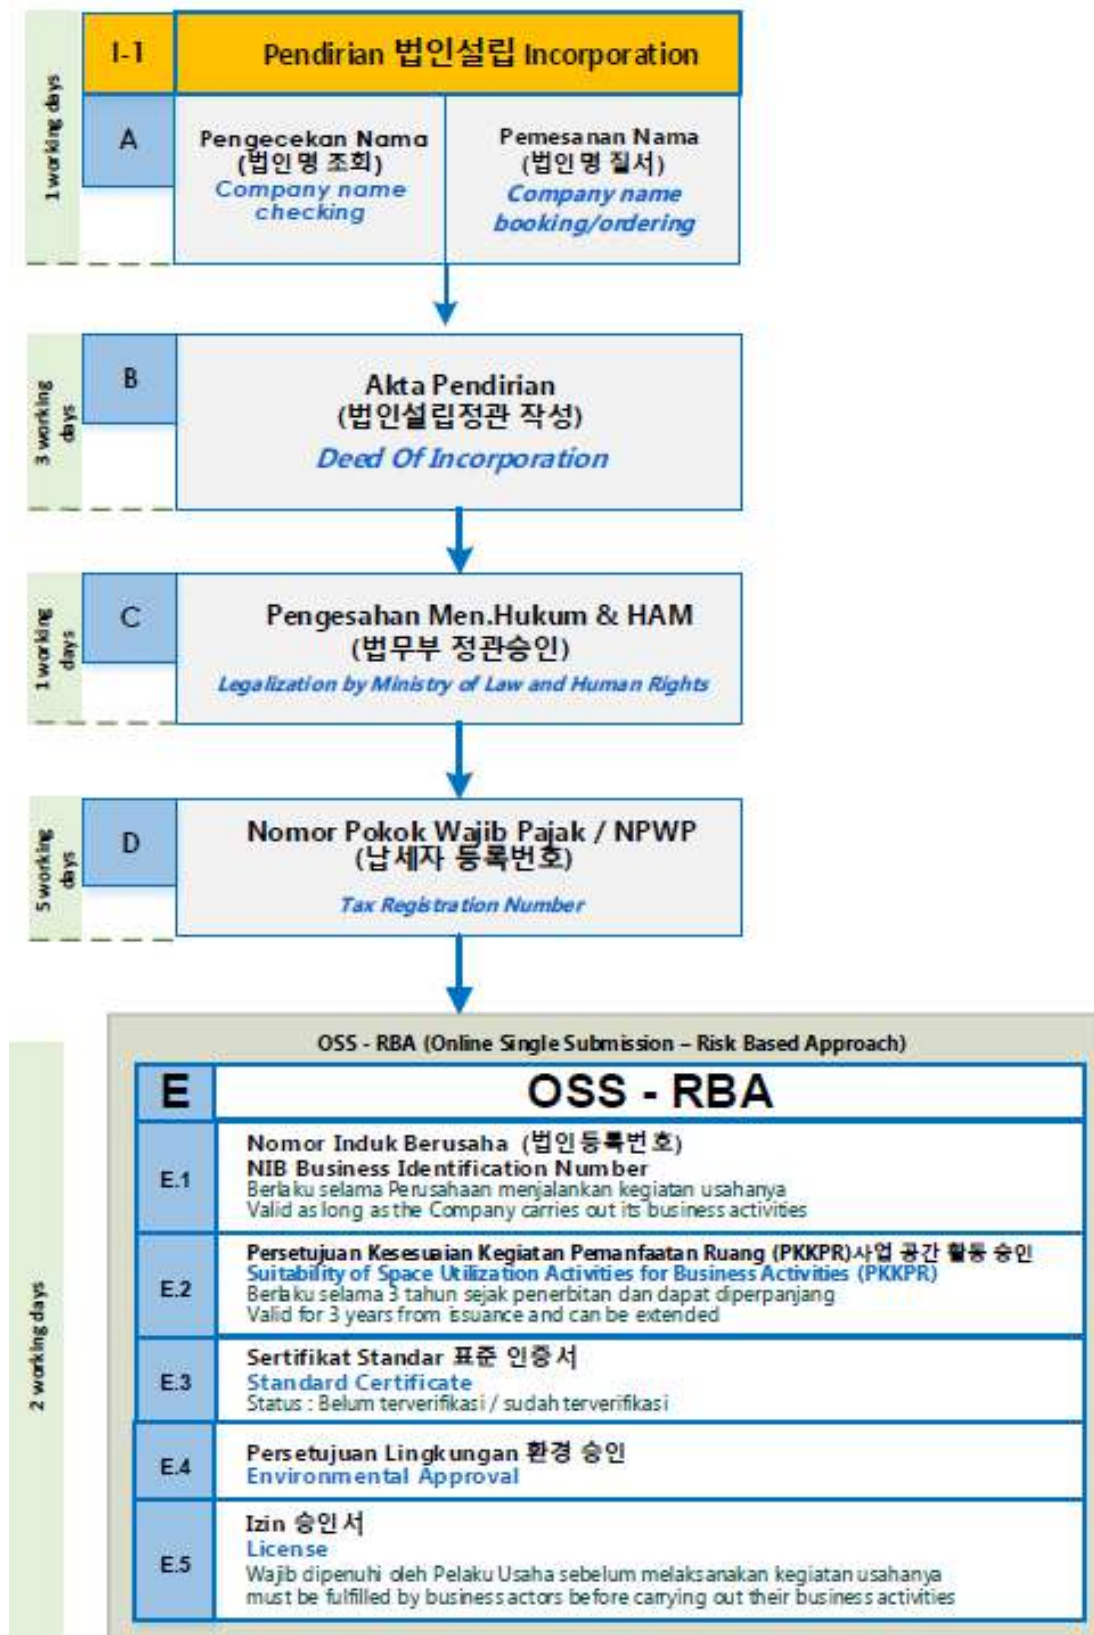 I-1
Pendirian 법인설립 Incorporation
1 working days
A
Pengecekan Nama
(법인명 조회)
Company name
checking
Pemesanan Nama
(법인명 질서)
Company name
booking/ordering
3 working
days
B
Akta Pendirian
(법인설립정관 작성)
Deed Of Incorporation
1 working
days
C
Pengesahan Men.Hukum & HAM
(법무부 정관승인)
Legalization by Ministry of Law and Human Rights
5 working
days
D
Nomor Pokok Wajib Pajak / NPWP
(납세자 등록번호)
Tax Registration Number
2 working days
OSS - RBA (Online Single Submission – Risk Based Approach)
E
OSS - RBA
E.1
Nomor Induk Berusaha (법인등록번호)
NIB Business Identification Number
Berlaku selama Perusahaan menjalankan kegiatan usahanya
Valid as long as the Company carries out its business activities
E.2
Persetujuan Kesesuaian Kegiatan Pemanfaatan Ruang (PKKPR)사업 공간 활동 승인
Suitability of Space Utilization Activities for Business Activities (PKKPR)
Berlaku selama 3 tahun sejak penerbitan dan dapat diperpanjang
Valid for 3 years from issuance and can be extended
E.3
Sertifikat Standar 표준 인증서
Standard Certificate
Status : Belum terverifikasi / sudah terverifikasi
E.4
Persetujuan Lingkungan 환경 승인
Environmental Approval
E.5
Izin 승인서
License
Wajib dipenuhi oleh Pelaku Usaha sebelum melaksanakan kegiatan usahanya
must be fulfilled by business actors before carrying out their business activities